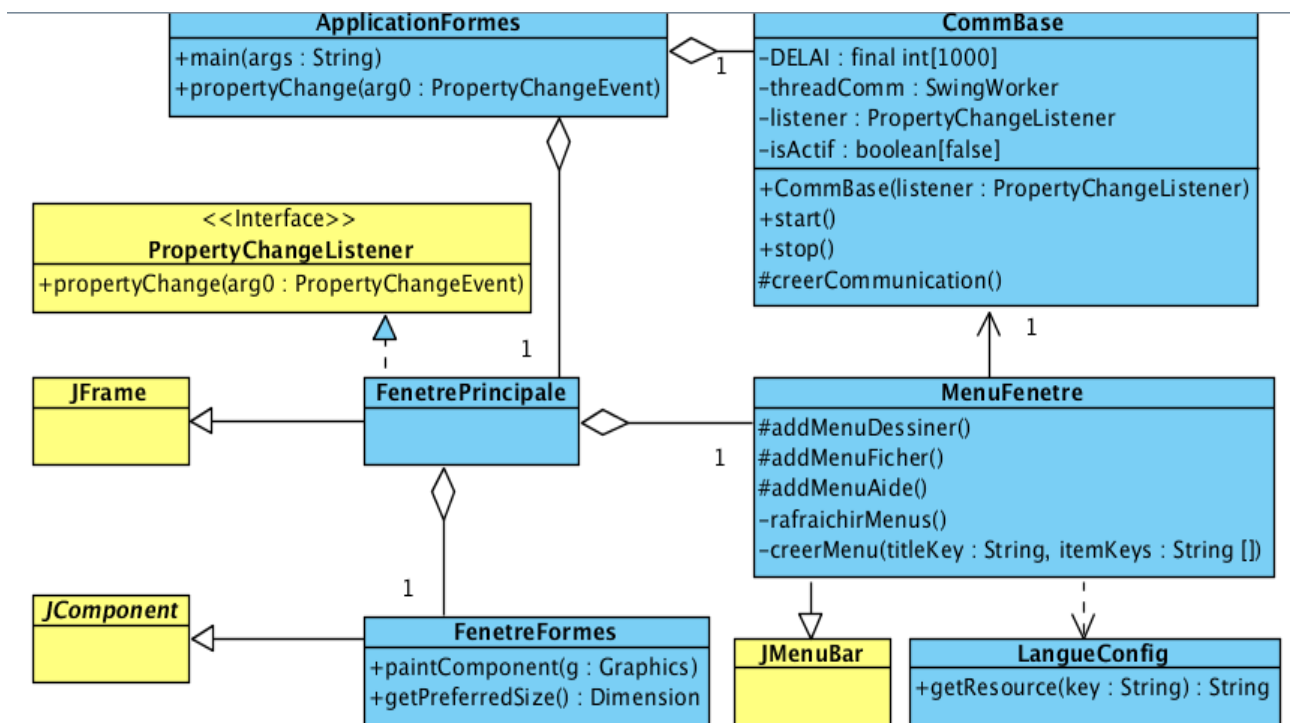 ApplicationFormes
+main(args : String)
+propertyChange(arg0 : PropertyChangeEvent)
1
CommBase
-DELAI : final int[1000]
-threadComm : SwingWorker
-listener : PropertyChangeListener
-isActif : boolean[false]
+CommBase(listener : PropertyChangeListener)
+start()
+stop()
#creerCommunication()
<<Interface>>
PropertyChangeListener
+propertyChange(arg0 : PropertyChangeEvent)
1
1
JFrame
FenetrePrincipale
1
MenuFenetre
#addMenuDessiner()
#addMenuFicher()
#addMenuAide()
-rafraichirMenus()
-creerMenu(titleKey : String, itemKeys : String [])
1
JComponent
FenetreFormes
+paintComponent(g : Graphics)
+getPreferredSize() : Dimension
JMenuBar
LangueConfig
+getResource(key : String) : String